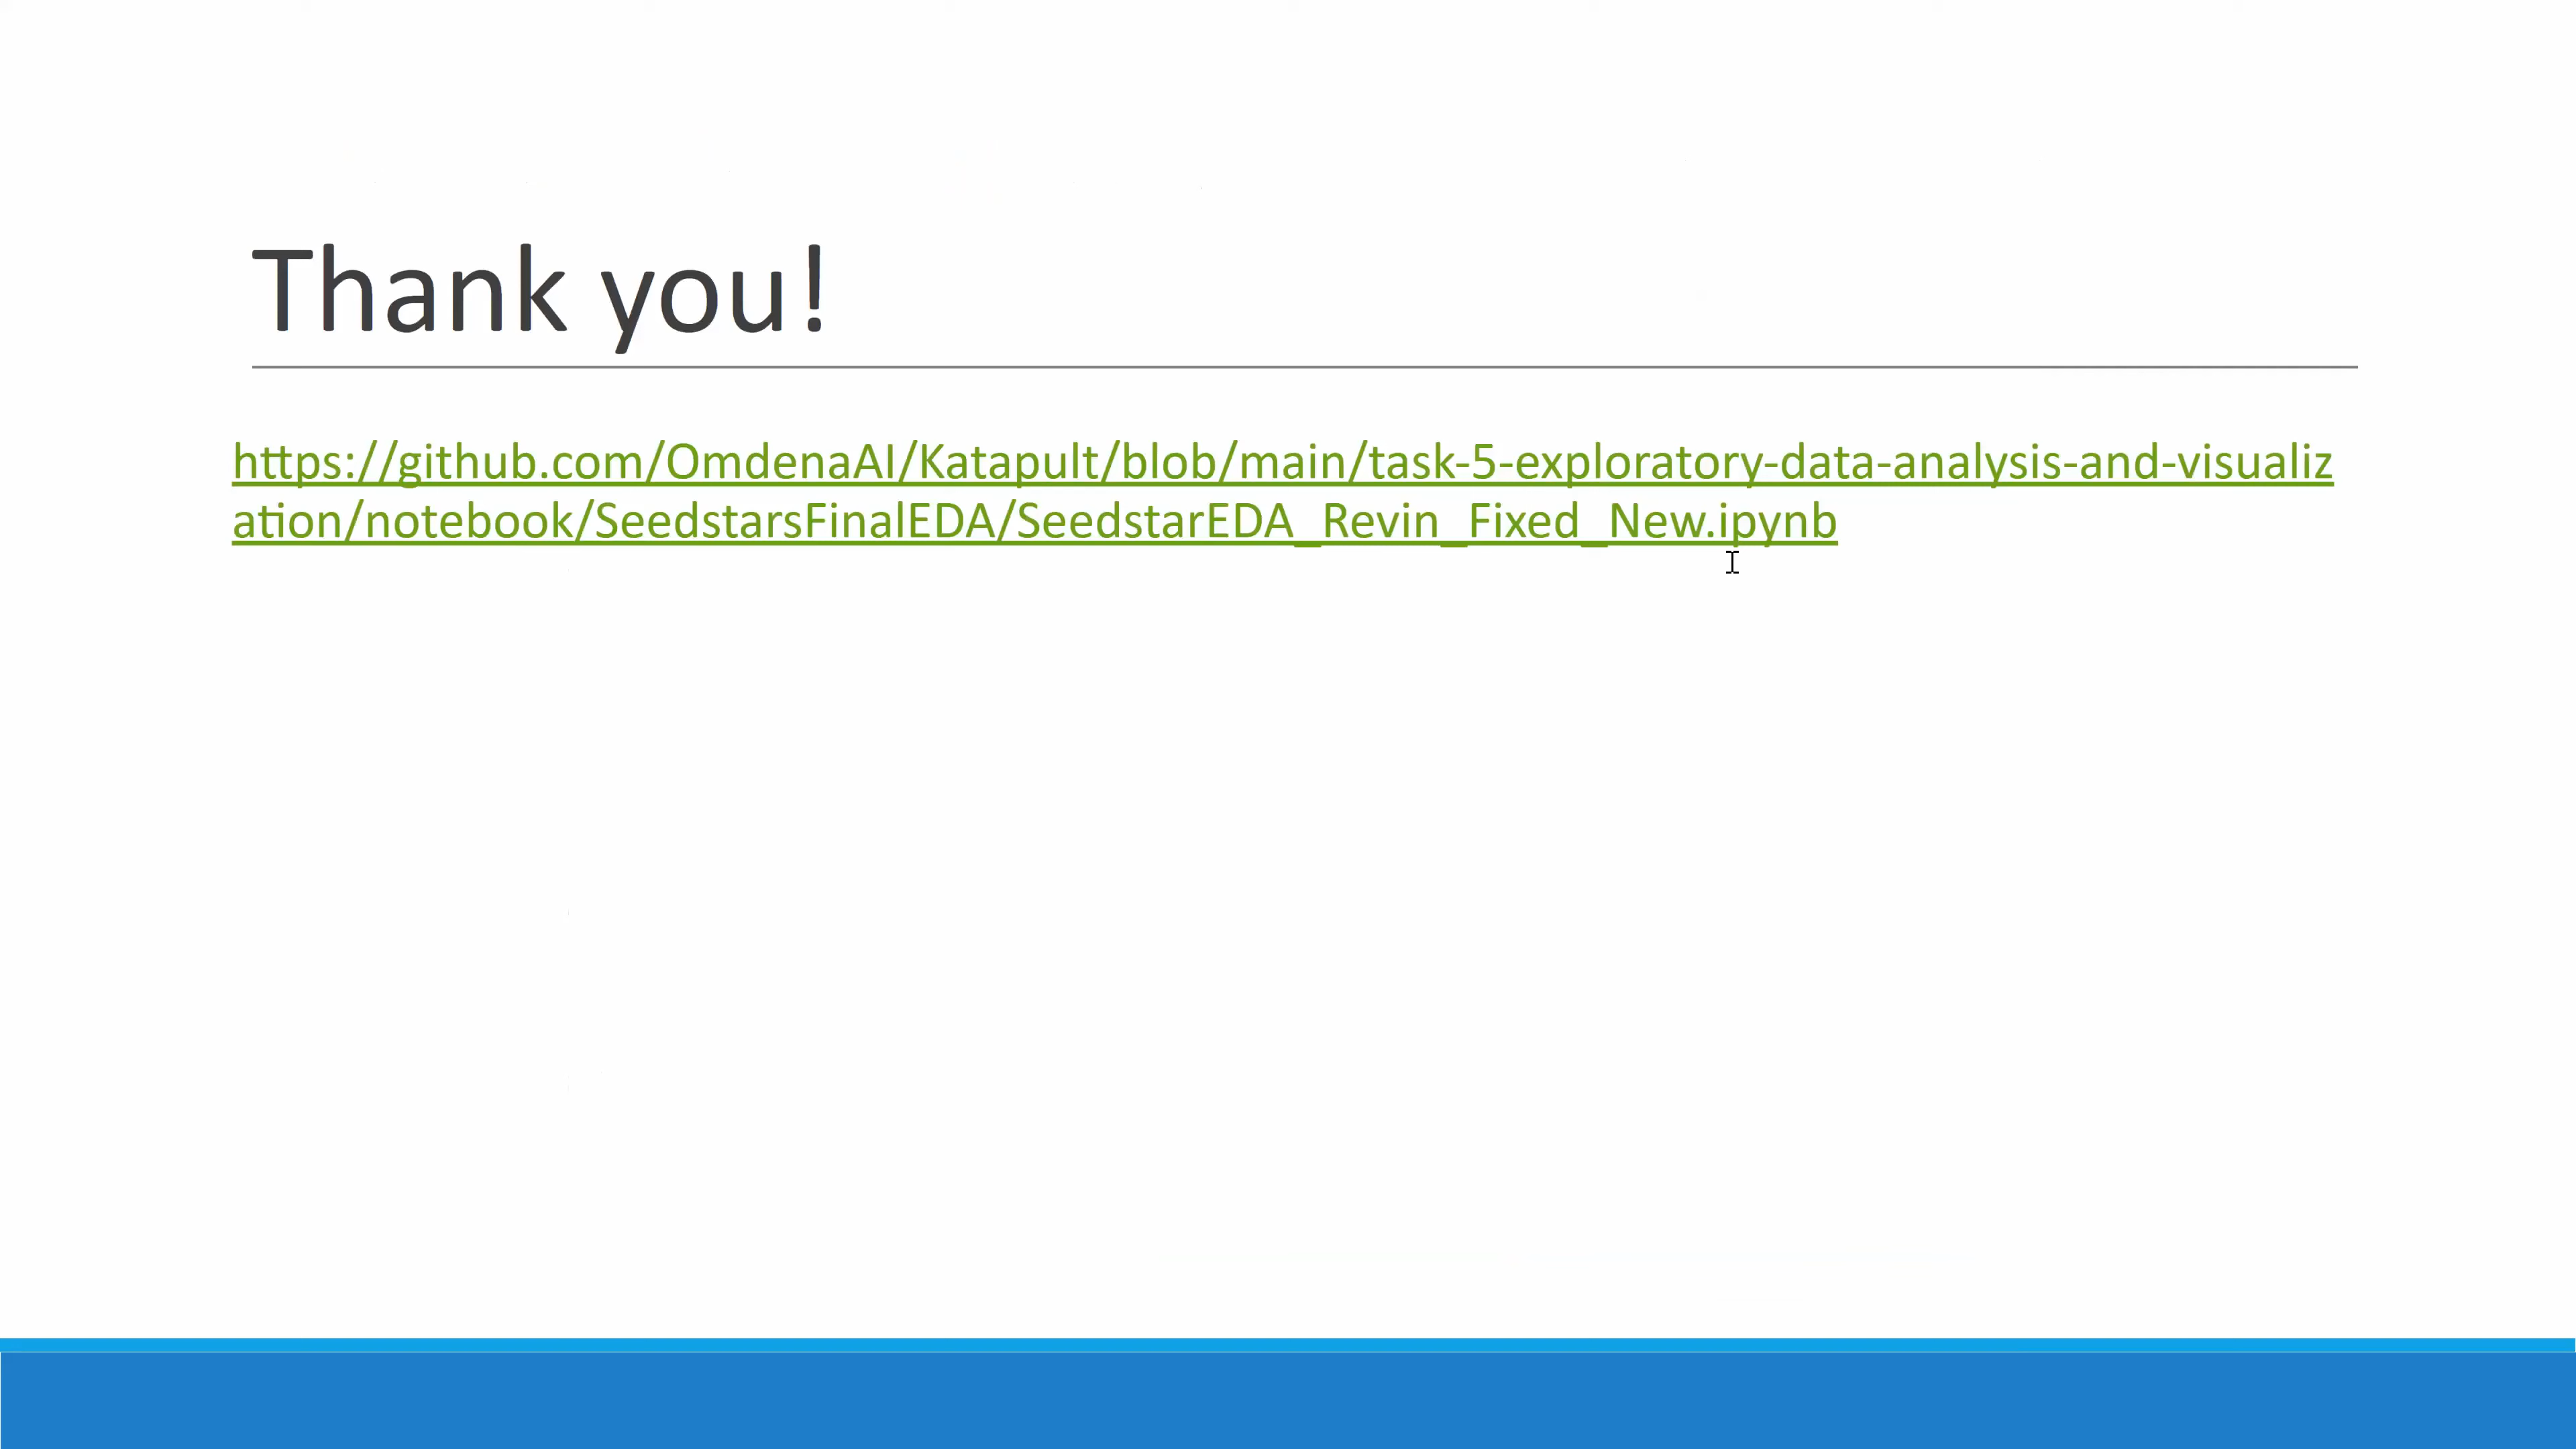 Thank you!
https://github.com/OmdenaAI/Katapult/blob/main/task-5-exploratory-data-analysis-and-visualiz
ation/notebook/SeedstarsFinalEDA/SeedstarEDA_Revin_Fixed_New.ipynb